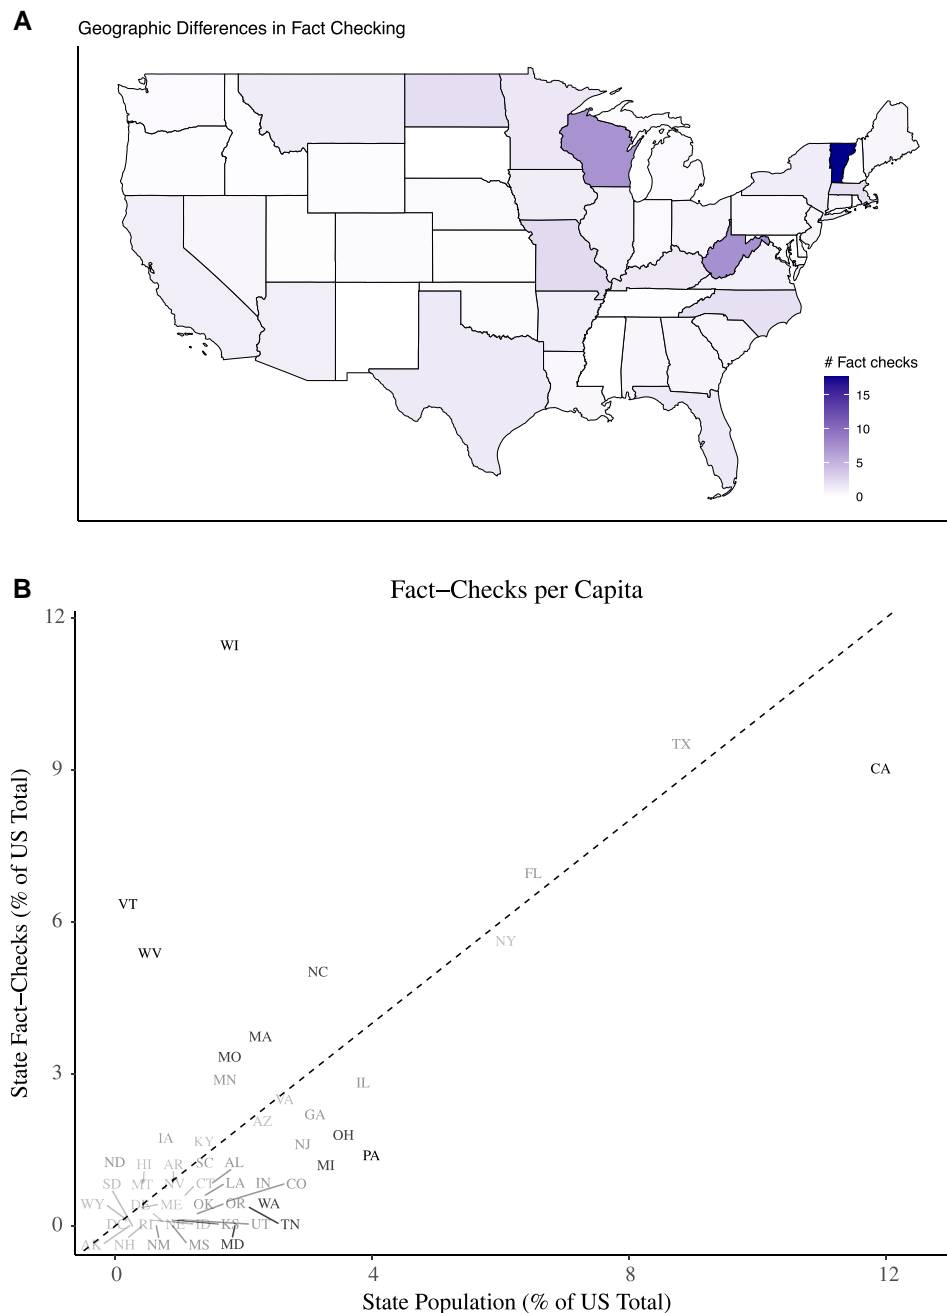 A
Geographic Differences in Fact Checking
# Fact checks
15
10
5
0
B
Fact−Checks per Capita
12
9
6
3
0
State Fact−Checks (% of US Total)
WI
TX
CA
FL
VT
NY
WV
NC
MA
MO
MN
IL
VA
GA
AZ
OH
IA
KY
NJ
PA
ND
HI
AR
SC
AL
MI
SD
MT
NV
CT
LA
IN
CO
WY
DE
ME
OK
OR
WA
DC
RI
NE
ID
KS
UT
TN
AK
NH
NM
MS
MD
0
4
8
12
State Population (% of US Total)